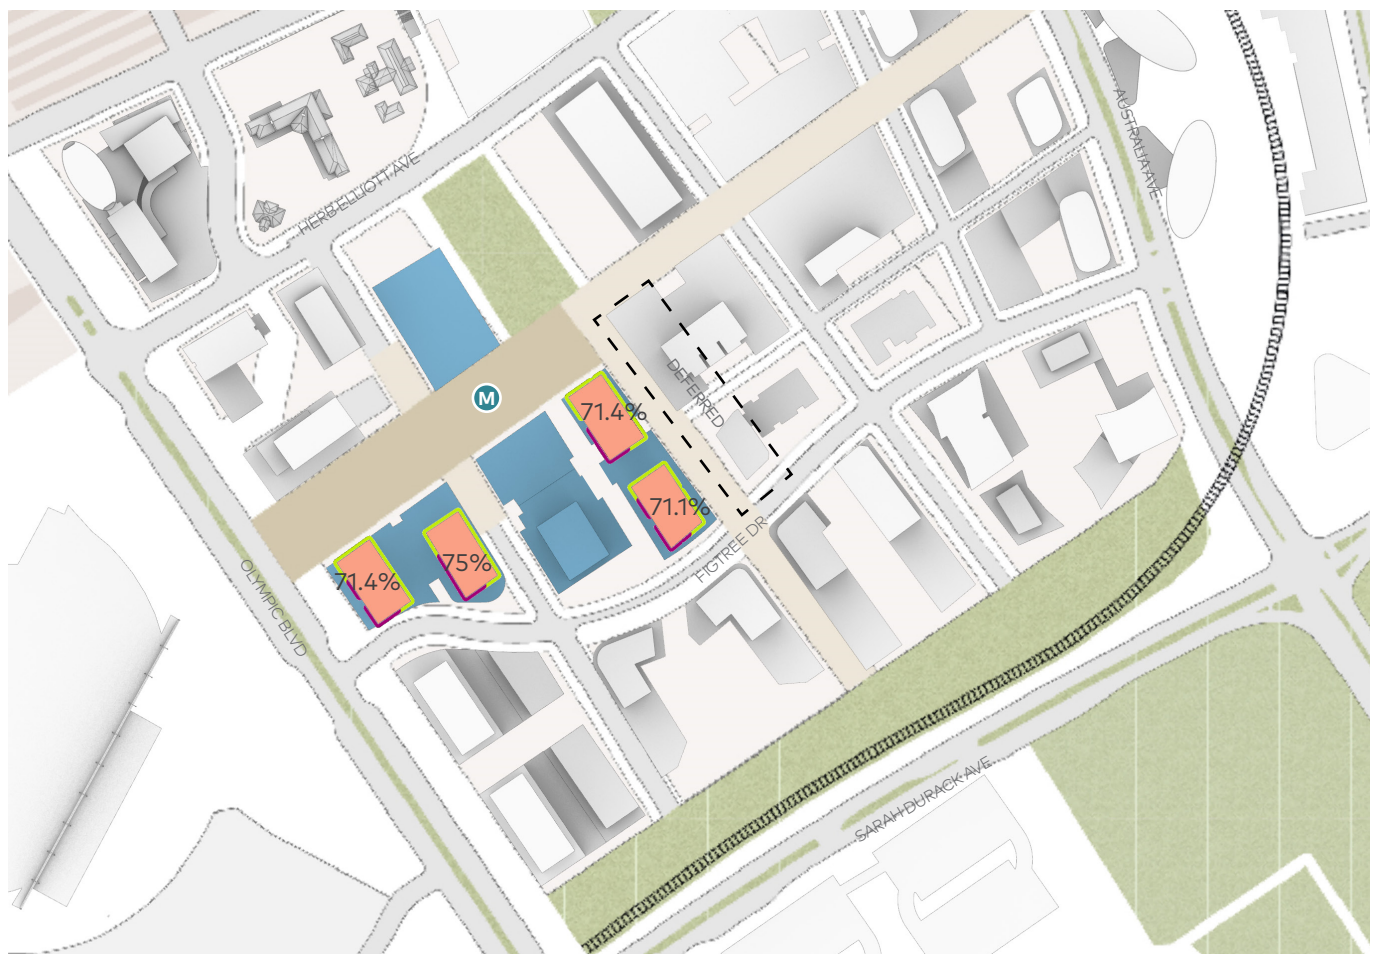 AUSTRALIA AVE
HERB ELLIOTT AVE
M
DEFERRED
71.4%
71.1%
75%
71.4%
FIGTREE DR
OLYMPIC BLVD
SARAH DURACK AVE